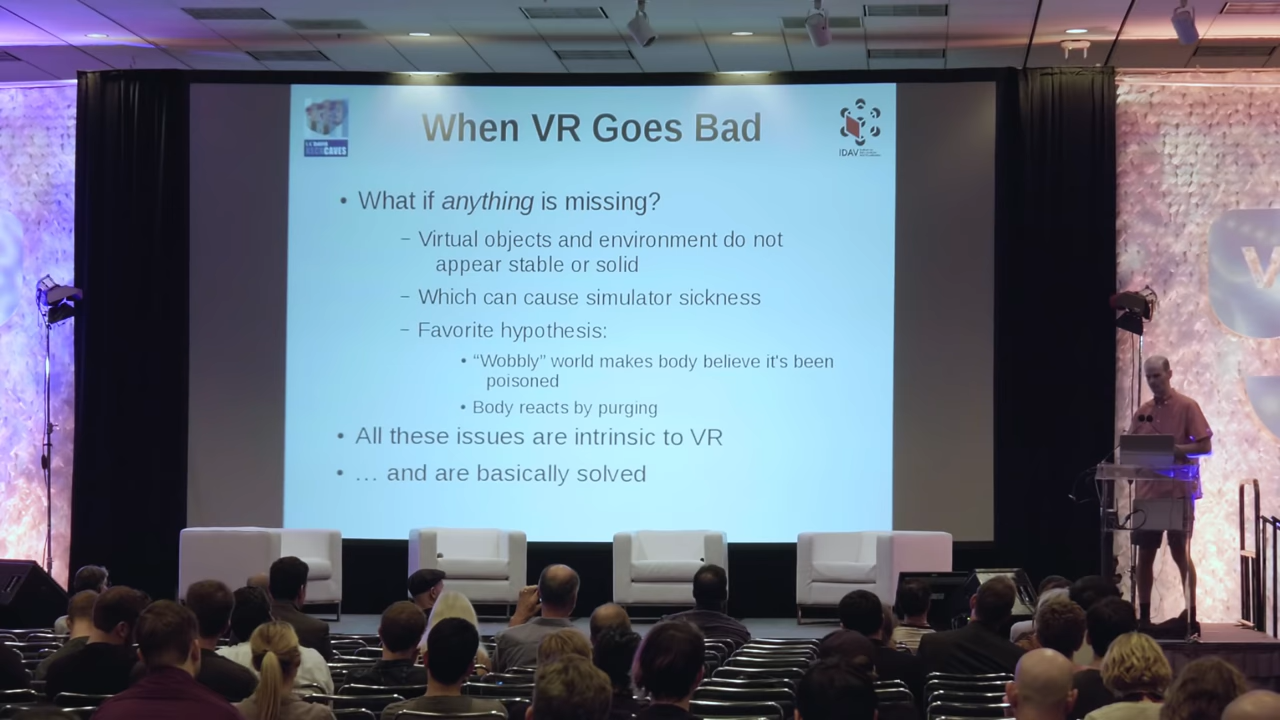 When VR Goes Bad
IDAV
• What if anything is missing?
– Virtual objects and environment do not
appear stable or solid
– Which can cause simulator sickness
– Favorite hypothesis:
• “Wobbly” world makes body believe it's been
poisoned
• Body reacts by purging
• All these issues are intrinsic to VR
• … and are basically solved